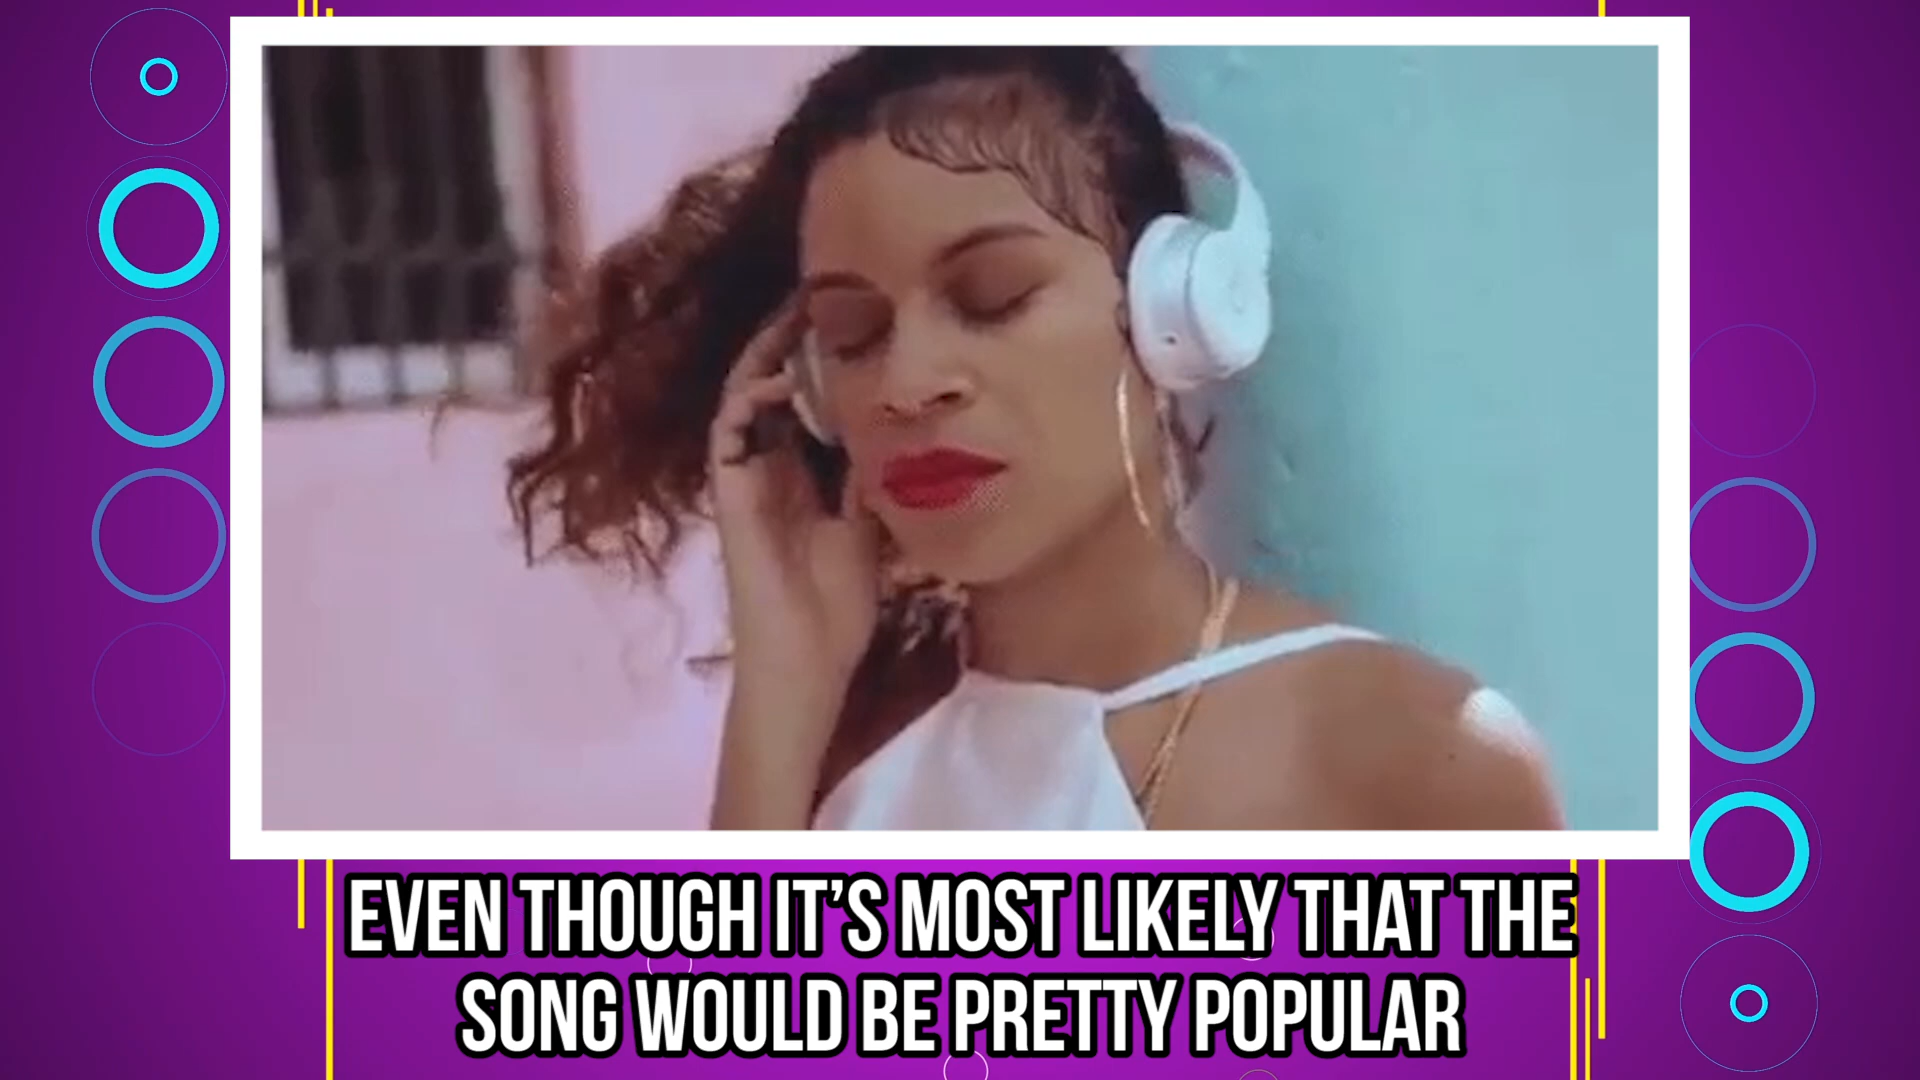 EVEN THOUGH IT'S MOST LIKELY THAT THE
SONG WOULD BE PRETTY POPULAR